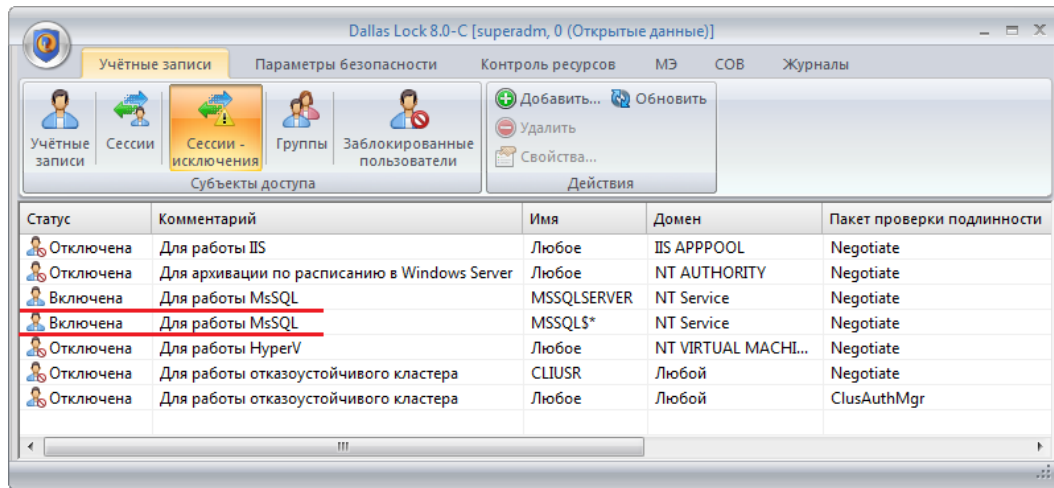 Dallas Lock 8.0-C [superadm, 0 (Открытые данные)]
Учётные записи Параметры безопасности Контроль ресурсов МЭ СОВ Журналы
Учётные записи
Сессии
Сессии - исключения
Группы
Заблокированные пользователи
Субъекты доступа
Добавить... Обновить
Удалить
Свойства...
Действия
Статус Комментарий Имя Домен Пакет проверки подлинности
Отключена Для работы IIS Любое IIS APPPOOL Negotiate
Отключена Для архивации по расписанию в Windows Server Любое NT AUTHORITY Negotiate
Включена Для работы MsSQL MSSQLSERVER NT Service Negotiate
Включена Для работы MsSQL MSSQL$* NT Service Negotiate
Отключена Для работы HyperV Любое NT VIRTUAL MACHI... Negotiate
Отключена Для работы отказоустойчивого кластера CLIUSR Любой Negotiate
Отключена Для работы отказоустойчивого кластера Любое Любой ClusAuthMgr